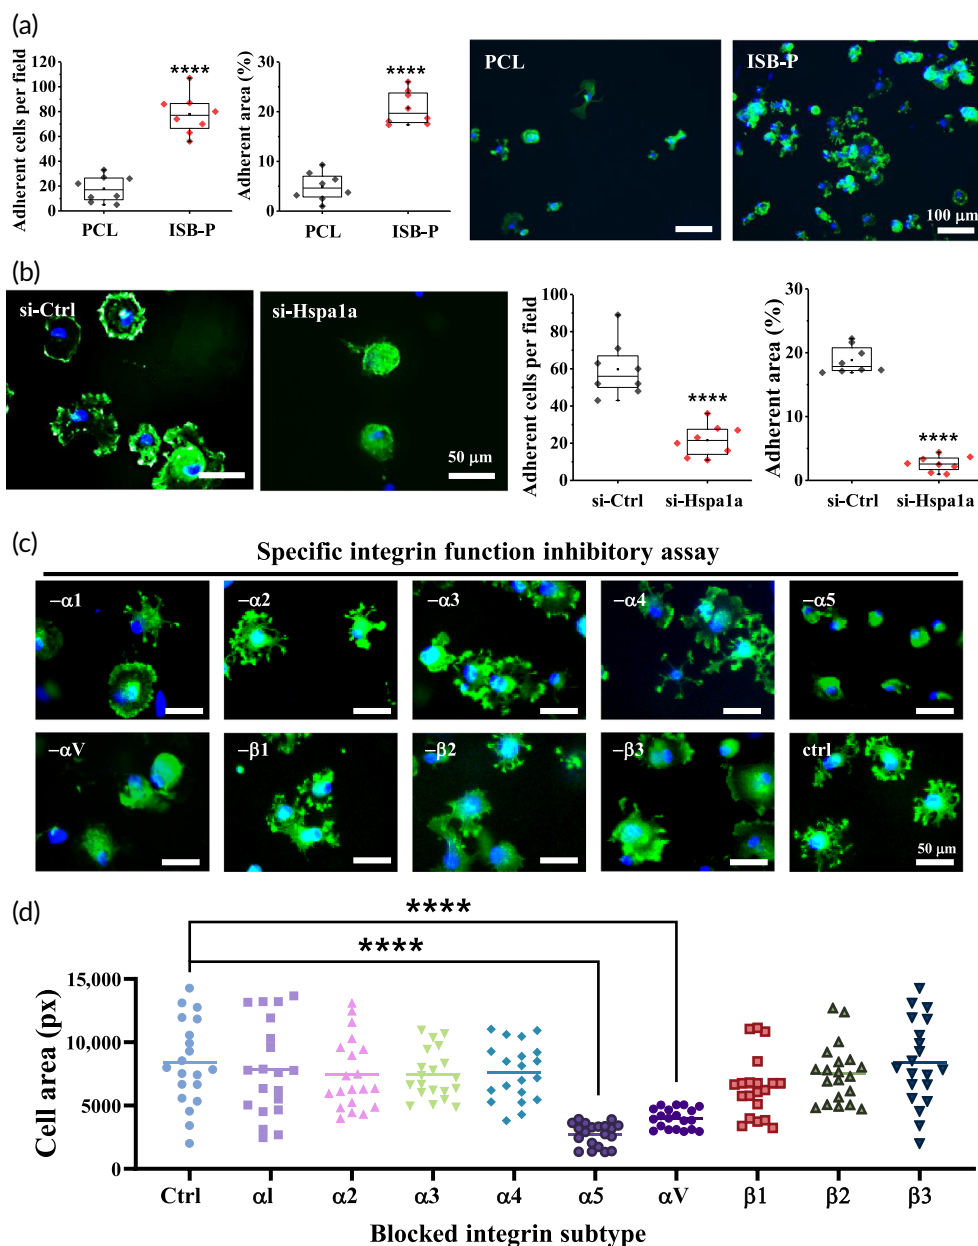 (a)
Adherent cells per field
120
100
80
60
40
20
0
****
PCL
ISB-P
Adherent area (%)
30
20
10
0
****
PCL
ISB-P
PCL
ISB-P
100 μm
(b)
si-Ctrl
si-Hspa1a
50 μm
Adherent cells per field
100
80
60
40
20
0
****
si-Ctrl
si-Hspa1a
Adherent area (%)
30
20
10
0
****
si-Ctrl
si-Hspa1a
(c)
Specific integrin function inhibitory assay
−α1
−α2
−α3
−α4
−α5
−αV
−β1
−β2
−β3
ctrl
50 μm
(d)
****
****
Cell area (px)
15,000
10,000
5000
0
Ctrl
α1
α2
α3
α4
α5
αV
β1
β2
β3
Blocked integrin subtype